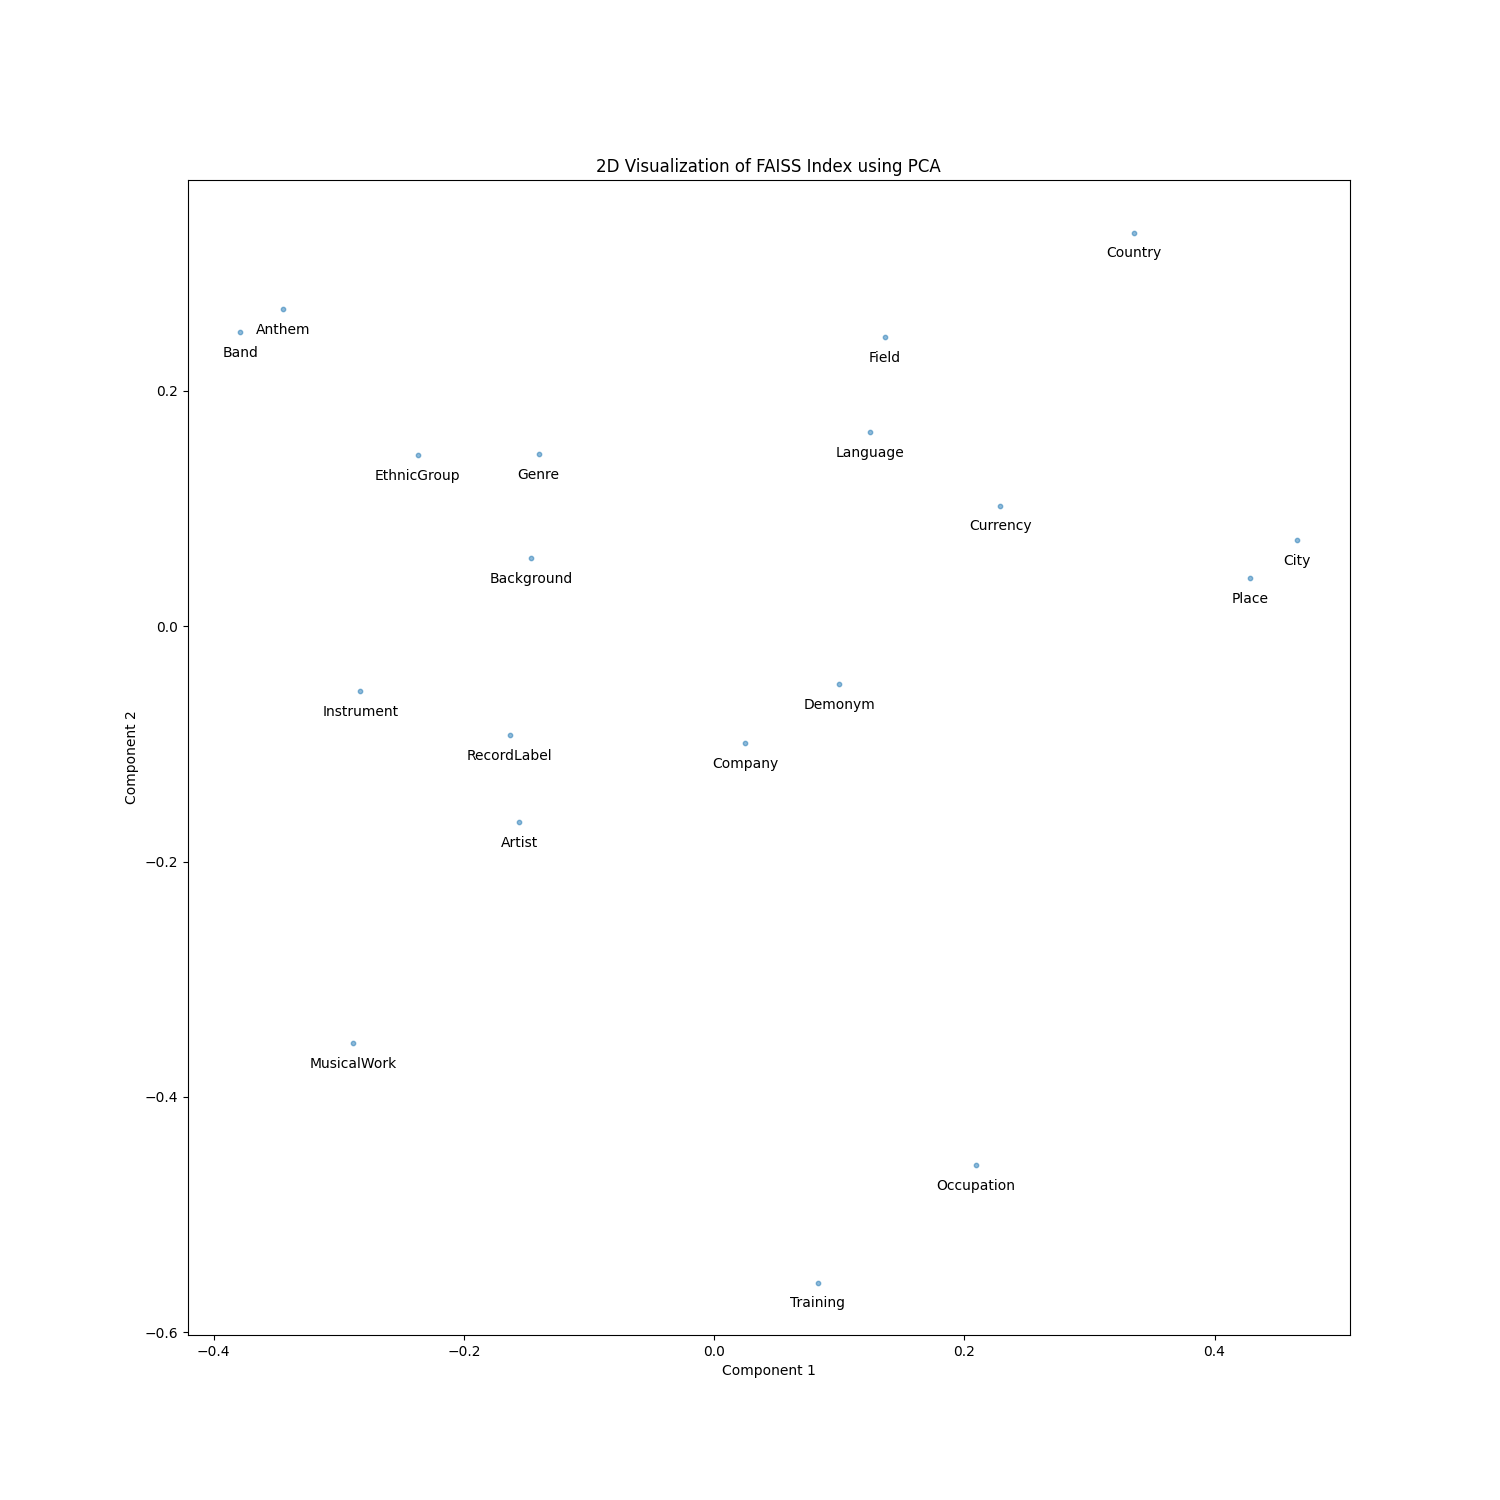 2D Visualization of FAISS Index using PCA
Country
Anthem
Band
Field
Language
EthnicGroup
Genre
Currency
City
Background
Place
Demonym
Instrument
RecordLabel
Company
Artist
MusicalWork
Occupation
Training
Component 2
0.2
0.0
−0.2
−0.4
−0.6
−0.4
−0.2
0.0
0.2
0.4
Component 1